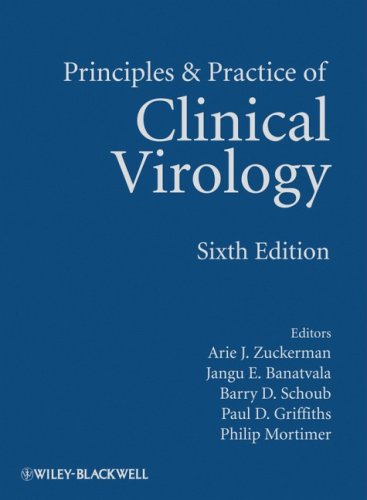 Principles & Practice of
Clinical
Virology
Sixth Edition
Editors
Arie J. Zuckerman
Jangu E. Banatvala
Barry D. Schoub
Paul D. Griffiths
Philip Mortimer
WILEY-BLACKWELL